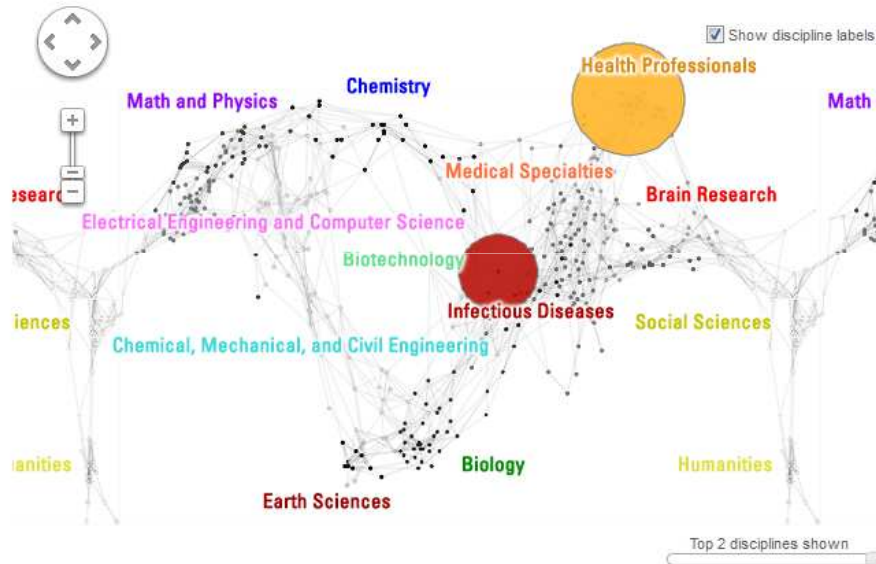 Show discipline labels
Health Professionals
Chemistry
Math and Physics
Math
Medical Specialties
esearch
Brain Research
Electrical Engineering and Computer Science
Biotechnology
Infectious Diseases
iences
Social Sciences
Chemical, Mechanical, and Civil Engineering
anities
Biology
Humanities
Earth Sciences
Top 2 disciplines shown